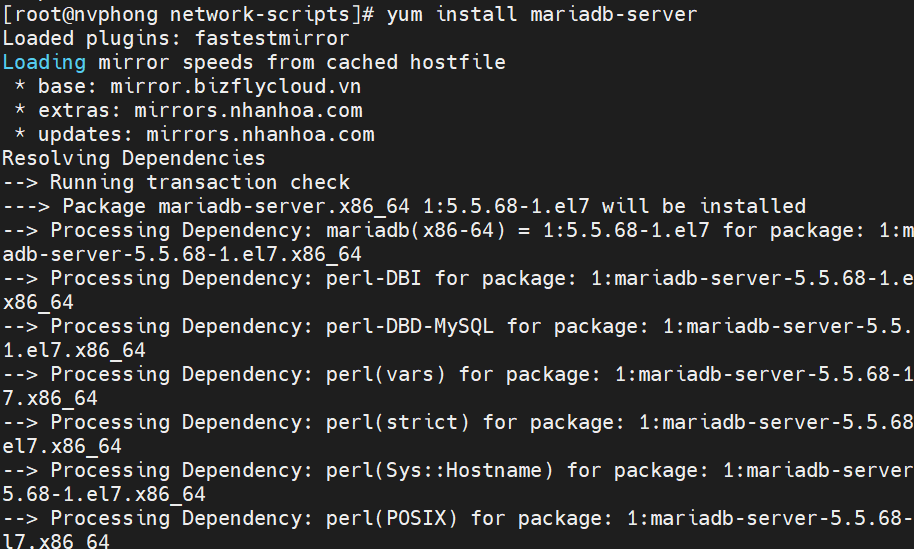 [root@nvphong network-scripts]# yum install mariadb-server
Loaded plugins: fastestmirror
Loading mirror speeds from cached hostfile
 * base: mirror.bizflycloud.vn
 * extras: mirrors.nhanhoa.com
 * updates: mirrors.nhanhoa.com
Resolving Dependencies
--> Running transaction check
---> Package mariadb-server.x86_64 1:5.5.68-1.el7 will be installed
--> Processing Dependency: mariadb(x86-64) = 1:5.5.68-1.el7 for package: 1:m
adb-server-5.5.68-1.el7.x86_64
--> Processing Dependency: perl-DBI for package: 1:mariadb-server-5.5.68-1.e
x86_64
--> Processing Dependency: perl-DBD-MySQL for package: 1:mariadb-server-5.5.
1.el7.x86_64
--> Processing Dependency: perl(vars) for package: 1:mariadb-server-5.5.68-1
7.x86_64
--> Processing Dependency: perl(strict) for package: 1:mariadb-server-5.5.68
el7.x86_64
--> Processing Dependency: perl(Sys::Hostname) for package: 1:mariadb-server
5.68-1.el7.x86_64
--> Processing Dependency: perl(POSIX) for package: 1:mariadb-server-5.5.68-
l7.x86_64